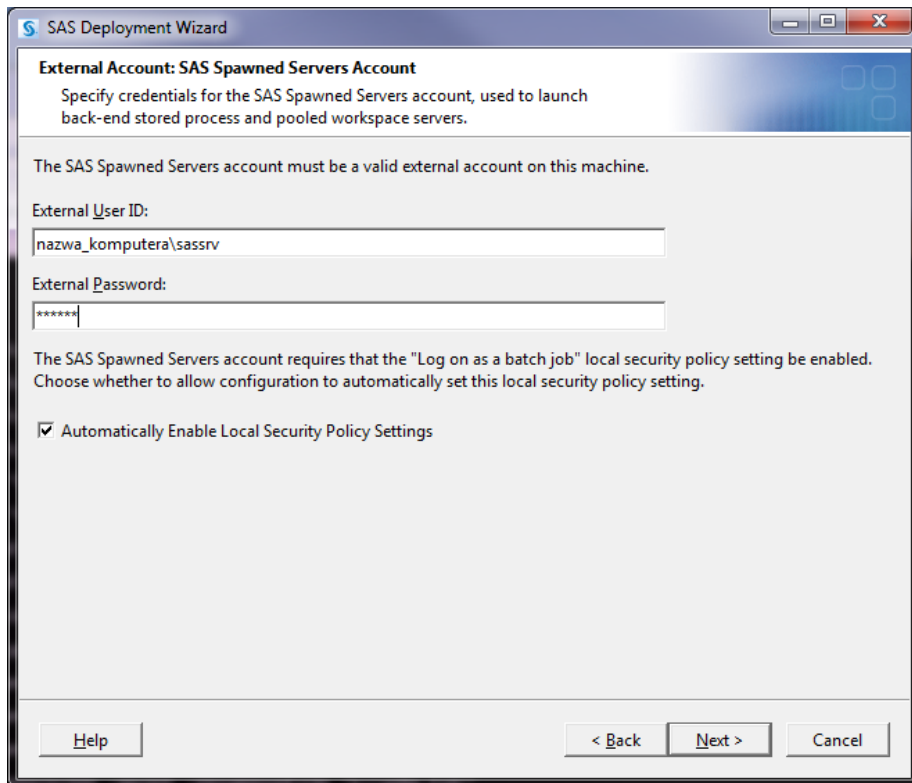 SAS Deployment Wizard
External Account: SAS Spawned Servers Account
Specify credentials for the SAS Spawned Servers account, used to launch
back-end stored process and pooled workspace servers.
The SAS Spawned Servers account must be a valid external account on this machine.
External User ID:
nazwa_komputera\sassrv
External Password:
******
The SAS Spawned Servers account requires that the "Log on as a batch job" local security policy setting be enabled.
Choose whether to allow configuration to automatically set this local security policy setting.
Automatically Enable Local Security Policy Settings
Help < Back Next > Cancel